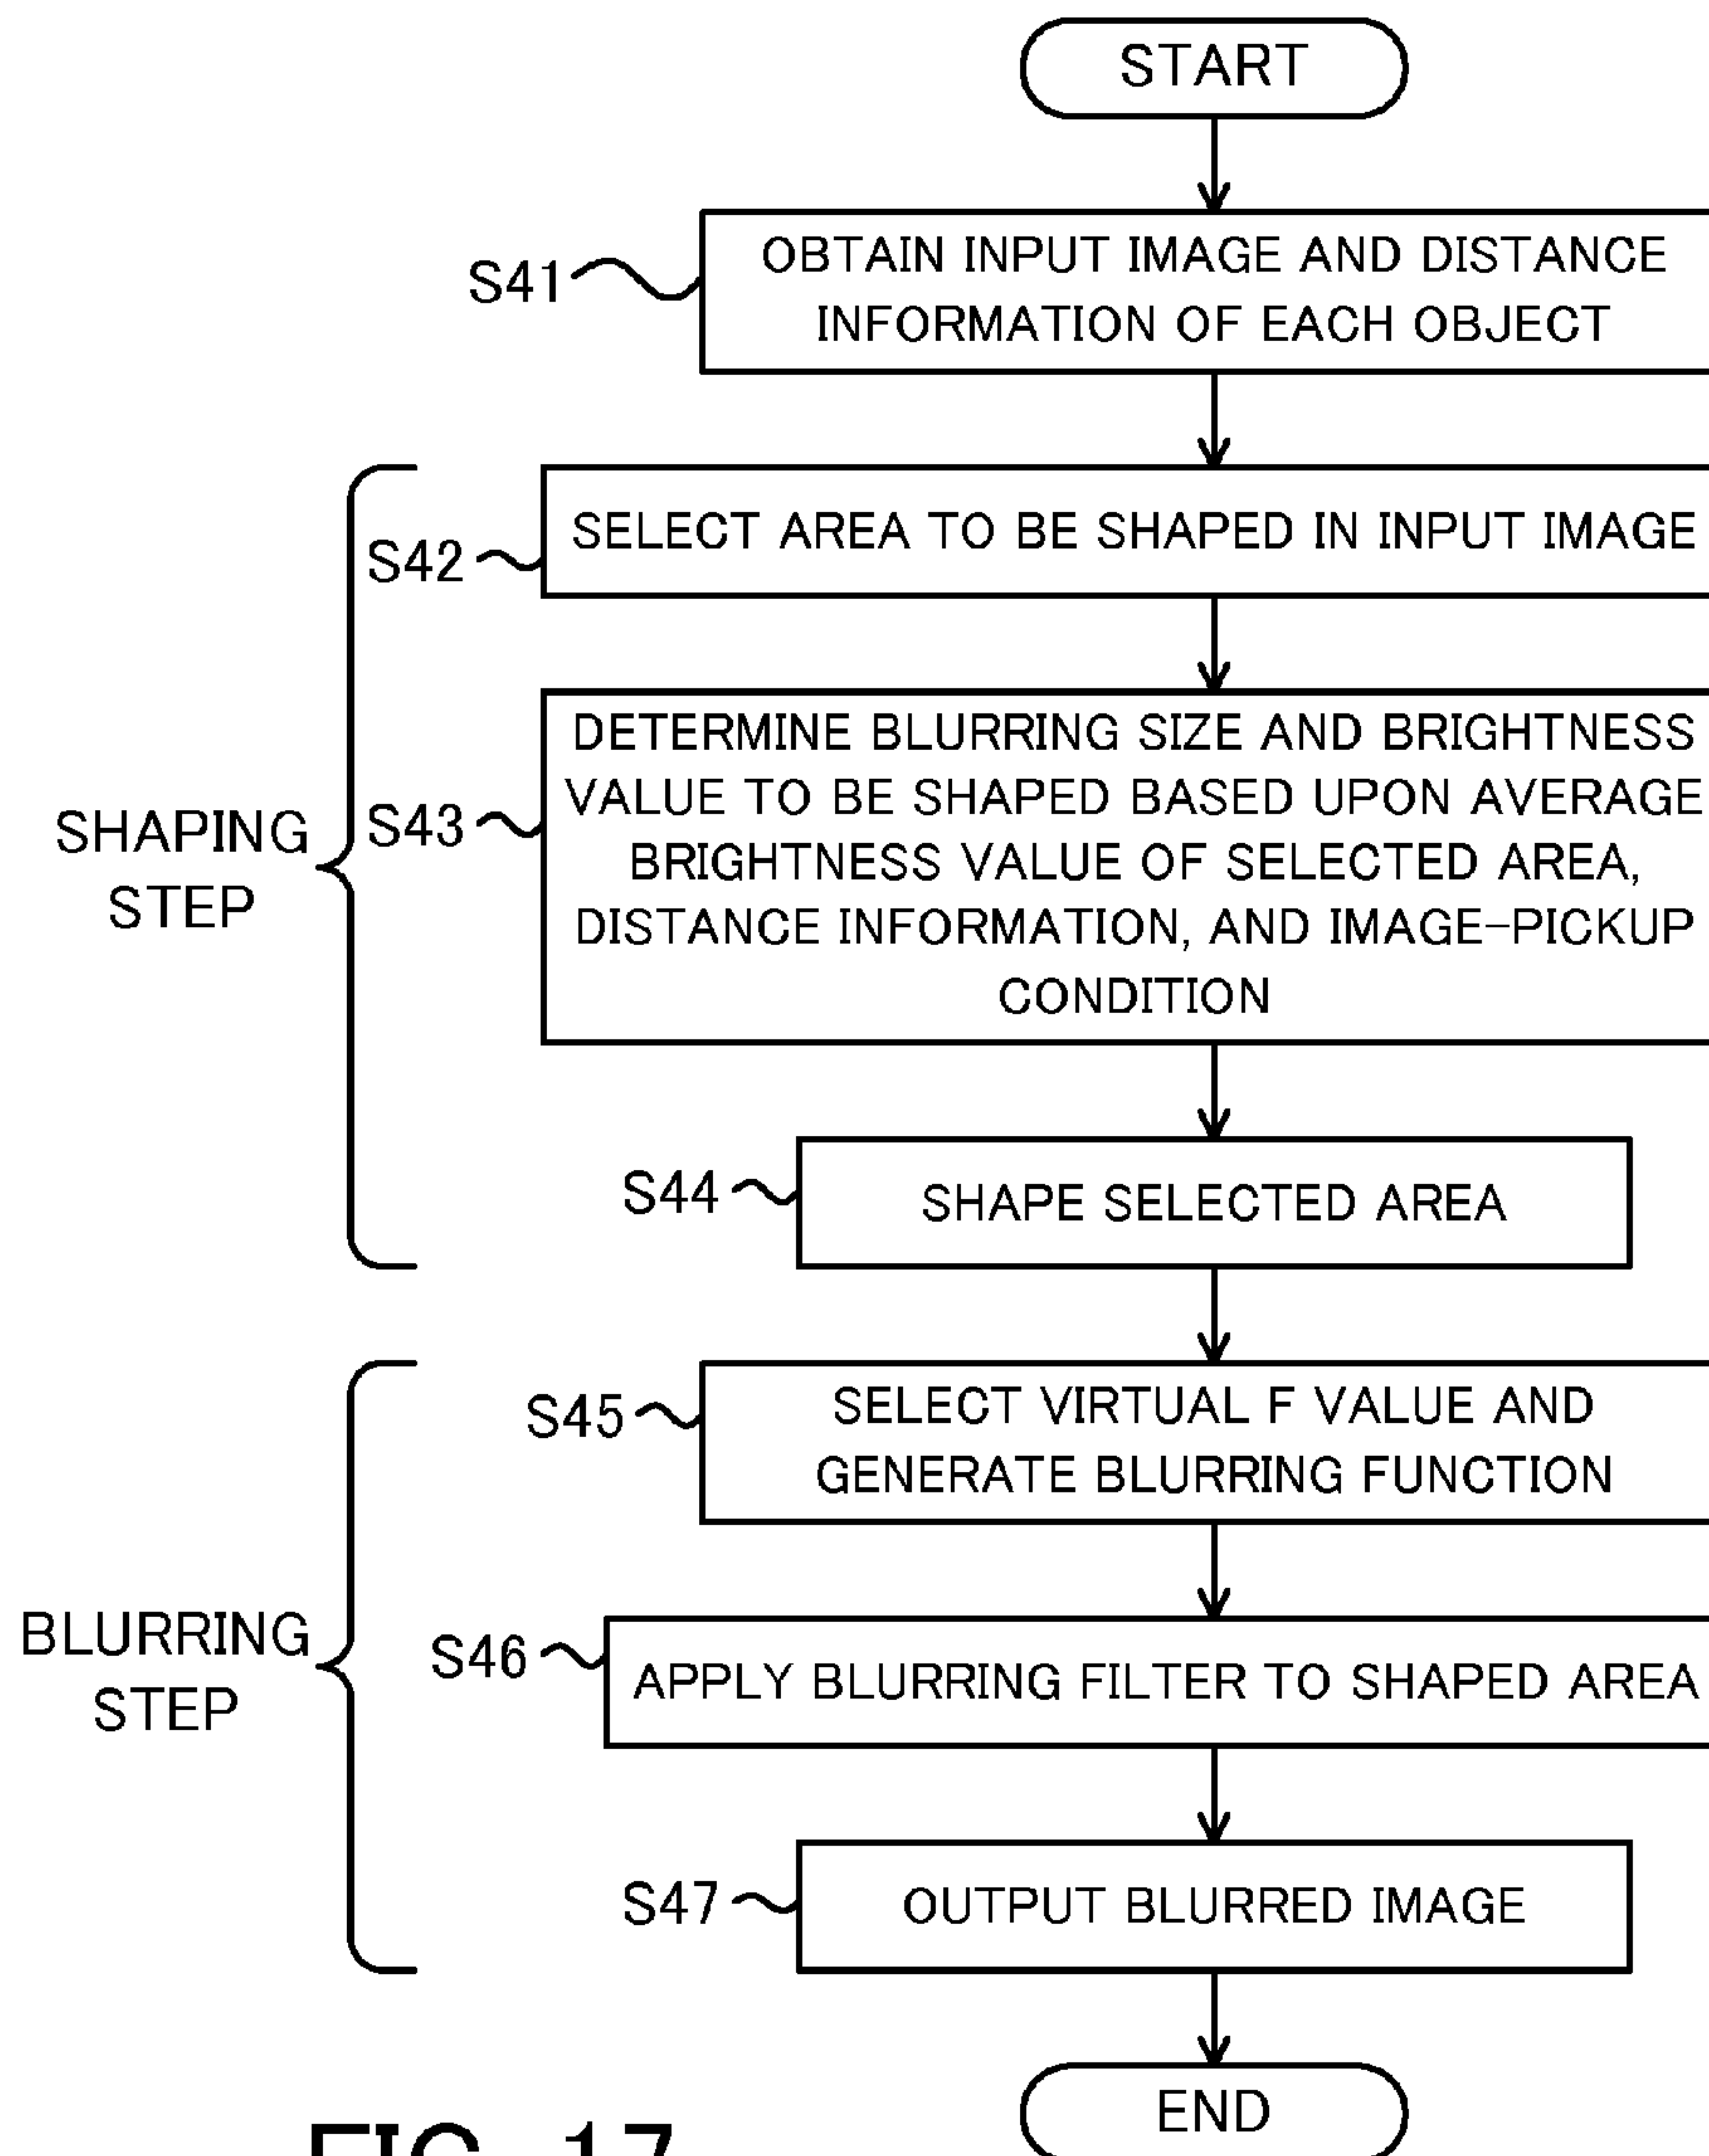 START
S41
OBTAIN INPUT IMAGE AND DISTANCE
INFORMATION OF EACH OBJECT
SHAPING
STEP
S42
SELECT AREA TO BE SHAPED IN INPUT IMAGE
S43
DETERMINE BLURRING SIZE AND BRIGHTNESS
VALUE TO BE SHAPED BASED UPON AVERAGE
BRIGHTNESS VALUE OF SELECTED AREA,
DISTANCE INFORMATION, AND IMAGE-PICKUP
CONDITION
S44
SHAPE SELECTED AREA
BLURRING
STEP
S45
SELECT VIRTUAL F VALUE AND
GENERATE BLURRING FUNCTION
S46
APPLY BLURRING FILTER TO SHAPED AREA
S47
OUTPUT BLURRED IMAGE
END
FIG. 17